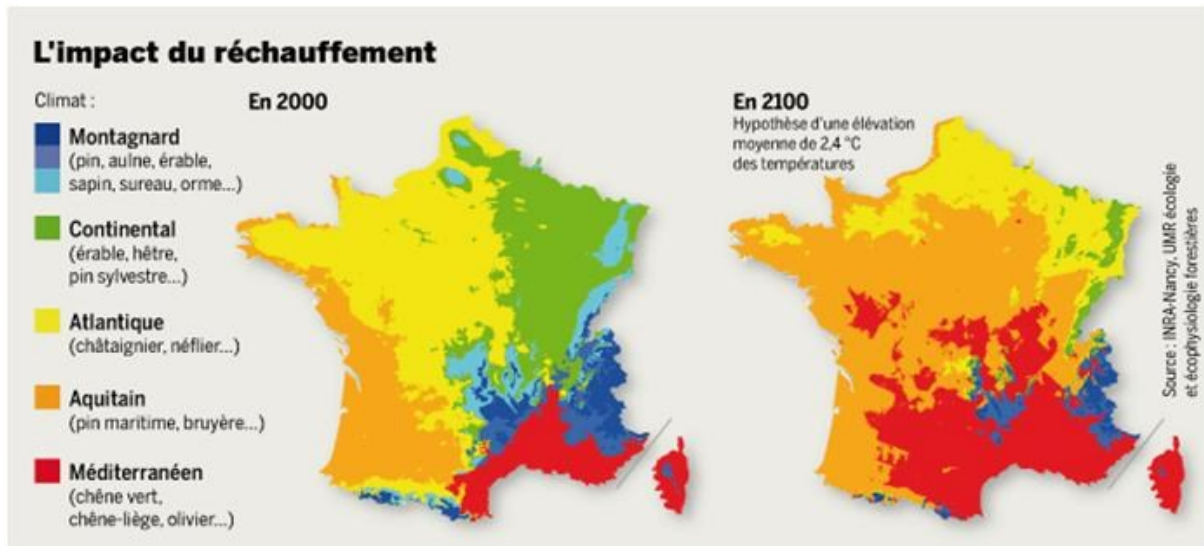 L'impact du réchauffement
Climat :
Montagnard
(pin, aulne, érable,
sapin, sureau, orme...)
Continental
(érable, hêtre,
pin sylvestre...)
Atlantique
(châtaignier, néflier...)
Aquitain
(pin maritime, bruyère...)
Méditerranéen
(chêne vert,
chêne-liège, olivier...)
En 2000
En 2100
Hypothèse d'une élévation
moyenne de 2,4 °C
des températures
Source : INRA-Nancy, UMR écologie
et écophysiologie forestières